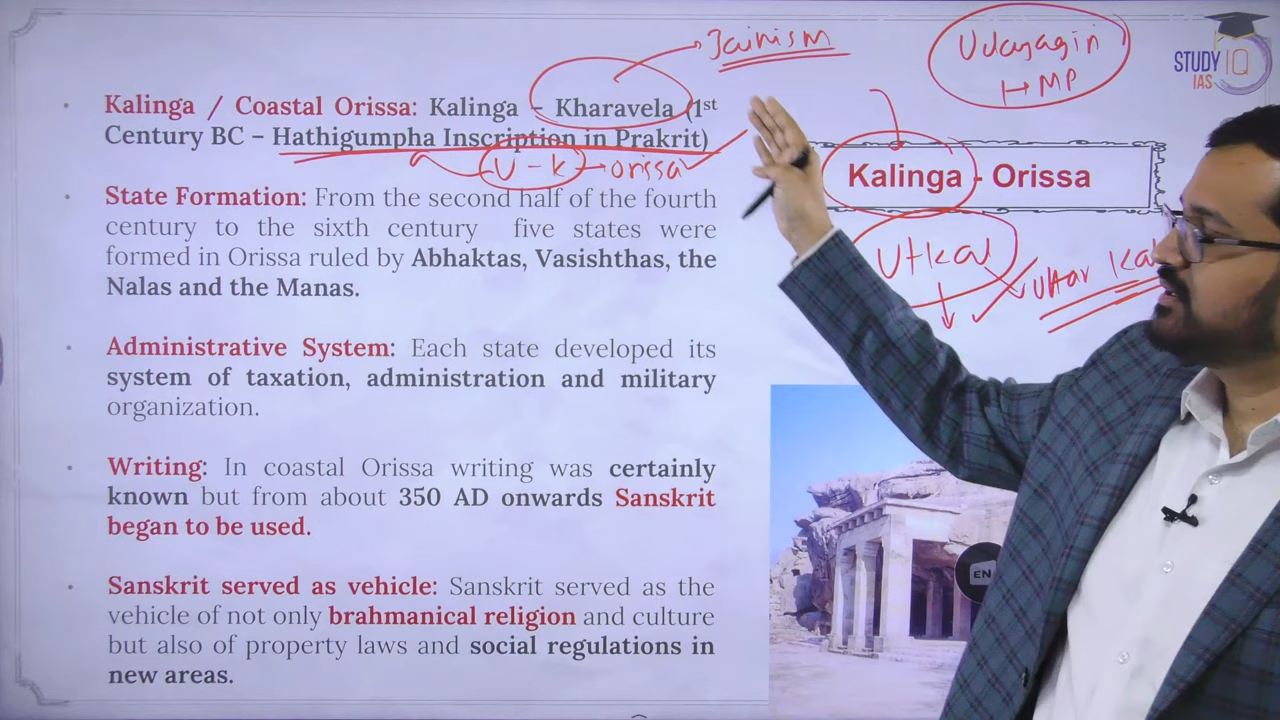 Jainism
Udayagiri
↳ MP
STUDY IQ
IAS
• Kalinga / Coastal Orissa: Kalinga - Kharavela (1st
Century BC – Hathigumpha Inscription in Prakrit)
U-K → Orissa
Kalinga - Orissa
Utkal
Uttar Kal
• State Formation: From the second half of the fourth
century to the sixth century five states were
formed in Orissa ruled by Abhaktas, Vasishthas, the
Nalas and the Manas.
• Administrative System: Each state developed its
system of taxation, administration and military
organization.
• Writing: In coastal Orissa writing was certainly
known but from about 350 AD onwards Sanskrit
began to be used.
• Sanskrit served as vehicle: Sanskrit served as the
vehicle of not only brahmanical religion and culture
but also of property laws and social regulations in
new areas.
EN